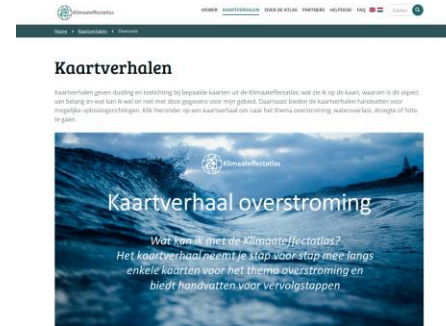 Klimaateffectatlas
VIEWER KAARTVERHALEN OVER DE ATLAS PARTNERS HELPDESK FAQ Zoeken
Home > Kaartverhalen > Overzicht
Kaartverhalen
Kaartverhalen geven duiding en toelichting bij bepaalde kaarten uit de Klimaateffectatlas: wat zie ik op de kaart, waarom is dit aspect
van belang en wat kan ik wel en niet met deze gegevens voor mijn gebied. Daarnaast bieden de kaartverhalen handvatten voor
mogelijke oplossingsrichtingen. Klik hieronder op een kaartverhaal om naar het thema overstroming, wateroverlast, droogte of hitte
te gaan.
Klimaateffectatlas
Kaartverhaal overstroming
Wat kan ik met de Klimaateffectatlas?
Het kaartverhaal neemt je stap voor stap mee langs
enkele kaarten voor het thema overstroming en
biedt handvatten voor vervolgstappen